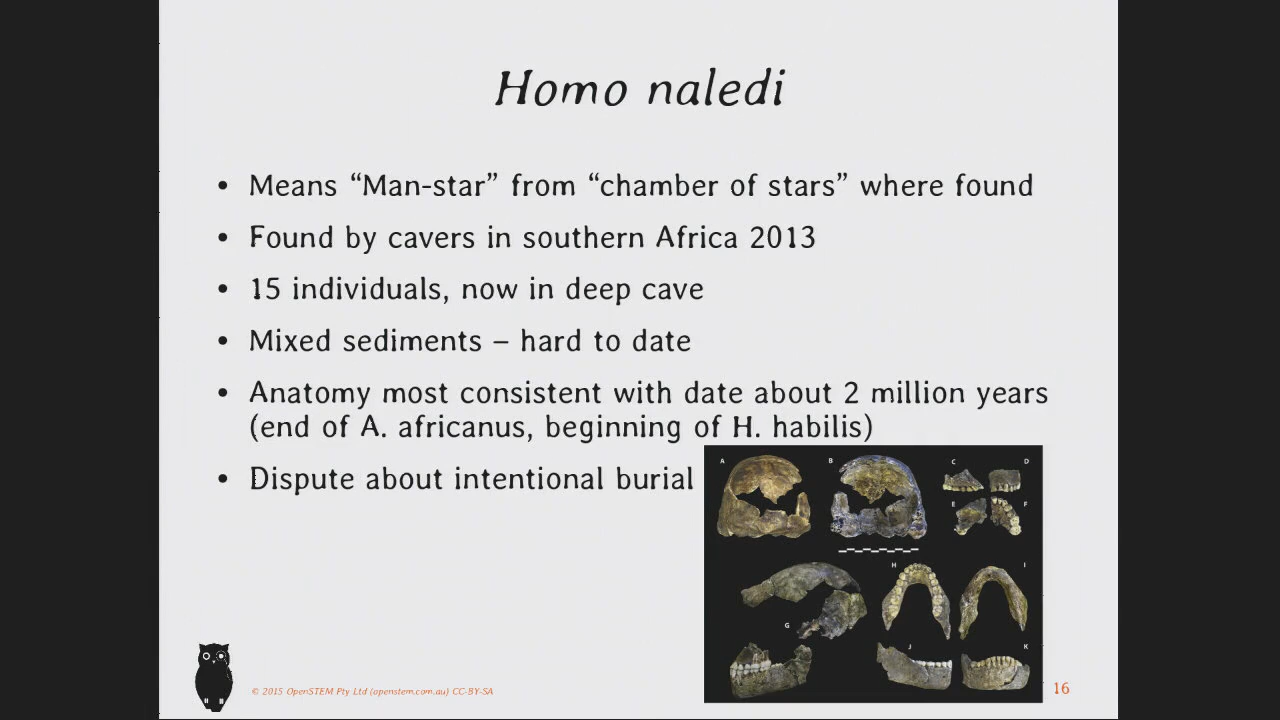 Homo naledi
• Means “Man-star” from “chamber of stars” where found
• Found by cavers in southern Africa 2013
• 15 individuals, now in deep cave
• Mixed sediments – hard to date
• Anatomy most consistent with date about 2 million years
(end of A. africanus, beginning of H. habilis)
• Dispute about intentional burial
A B C D
E F
H I
G
J K
© 2015 OpenSTEM Pty Ltd (openstem.com.au) CC-BY-SA
16